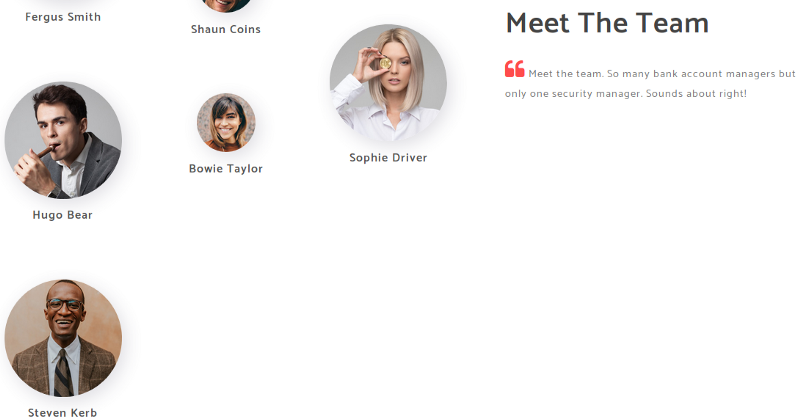 Fergus Smith
Shaun Coins
Hugo Bear
Bowie Taylor
Sophie Driver
Steven Kerb
Meet The Team
Meet the team. So many bank account managers but
only one security manager. Sounds about right!